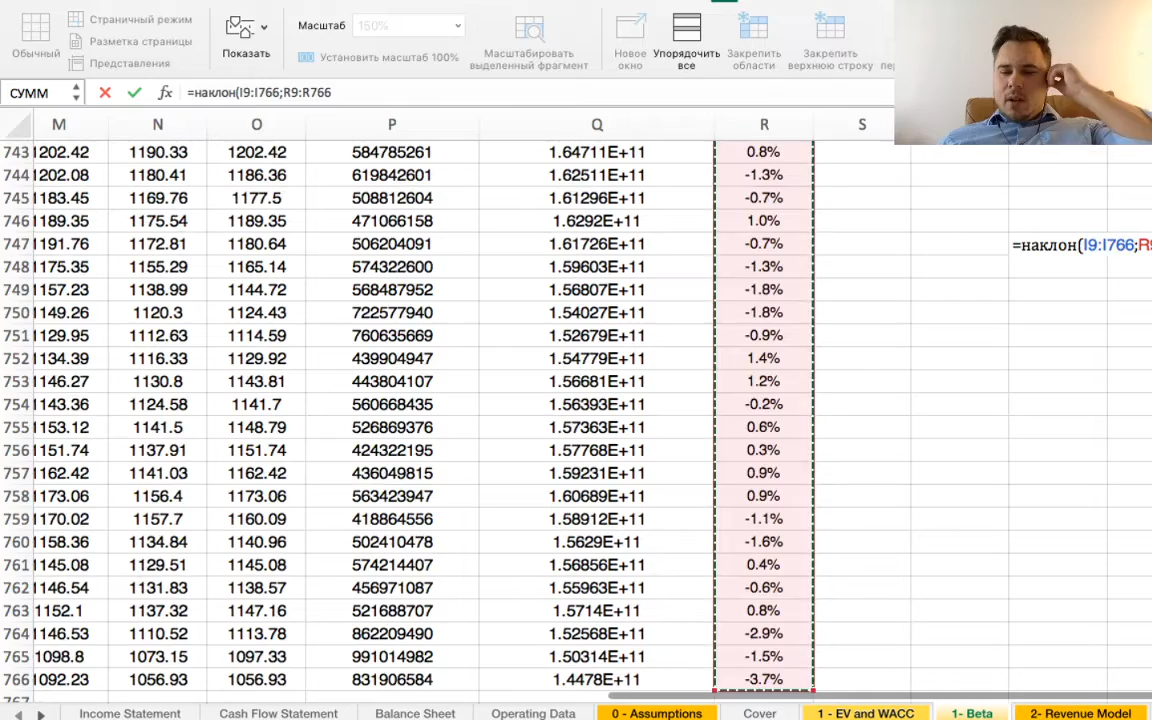 Обычный
Страничный режим
Разметка страницы
Представления
Показать
Масштаб 150%
Установить масштаб 100%
Масштабировать
выделенный фрагмент
Новое
окно
Упорядочить
все
Закрепить
области
Закрепить
верхнюю строку
СУММ fx =наклон(I9:I766;R9:R766
M N O P Q R S
743 1202.42 1190.33 1202.42 584785261 1.64711E+11 0.8%
744 1202.08 1180.41 1186.36 619842601 1.62511E+11 -1.3%
745 1183.45 1169.76 1177.5 508812604 1.61296E+11 -0.7%
746 1189.35 1175.54 1189.35 471066158 1.6292E+11 1.0%
747 1191.76 1172.81 1180.64 506204091 1.61726E+11 -0.7% =наклон(I9:I766;R9
748 1175.35 1155.29 1165.14 574322600 1.59603E+11 -1.3%
749 1157.23 1138.99 1144.72 568487952 1.56807E+11 -1.8%
750 1149.26 1120.3 1124.43 722577940 1.54027E+11 -1.8%
751 1129.95 1112.63 1114.59 760635669 1.52679E+11 -0.9%
752 1134.39 1116.33 1129.92 439904947 1.54779E+11 1.4%
753 1146.27 1130.8 1143.81 443804107 1.56681E+11 1.2%
754 1143.36 1124.58 1141.7 560668435 1.56393E+11 -0.2%
755 1153.12 1141.5 1148.79 526869376 1.57363E+11 0.6%
756 1151.74 1137.91 1151.74 424322195 1.57768E+11 0.3%
757 1162.42 1141.03 1162.42 436049815 1.59231E+11 0.9%
758 1173.06 1156.4 1173.06 563423947 1.60689E+11 0.9%
759 1170.02 1157.7 1160.09 418864556 1.58912E+11 -1.1%
760 1158.36 1134.84 1140.96 502410478 1.5629E+11 -1.6%
761 1145.08 1129.51 1145.08 574214407 1.56856E+11 0.4%
762 1146.54 1131.83 1138.57 456971087 1.55963E+11 -0.6%
763 1152.1 1137.32 1147.16 521688707 1.5714E+11 0.8%
764 1146.53 1110.52 1113.78 862209490 1.52568E+11 -2.9%
765 1098.8 1073.15 1097.33 991014982 1.50314E+11 -1.5%
766 1092.23 1056.93 1056.93 831906584 1.4478E+11 -3.7%
Income Statement Cash Flow Statement Balance Sheet Operating Data 0 - Assumptions Cover 1 - EV and WACC 1- Beta 2- Revenue Model